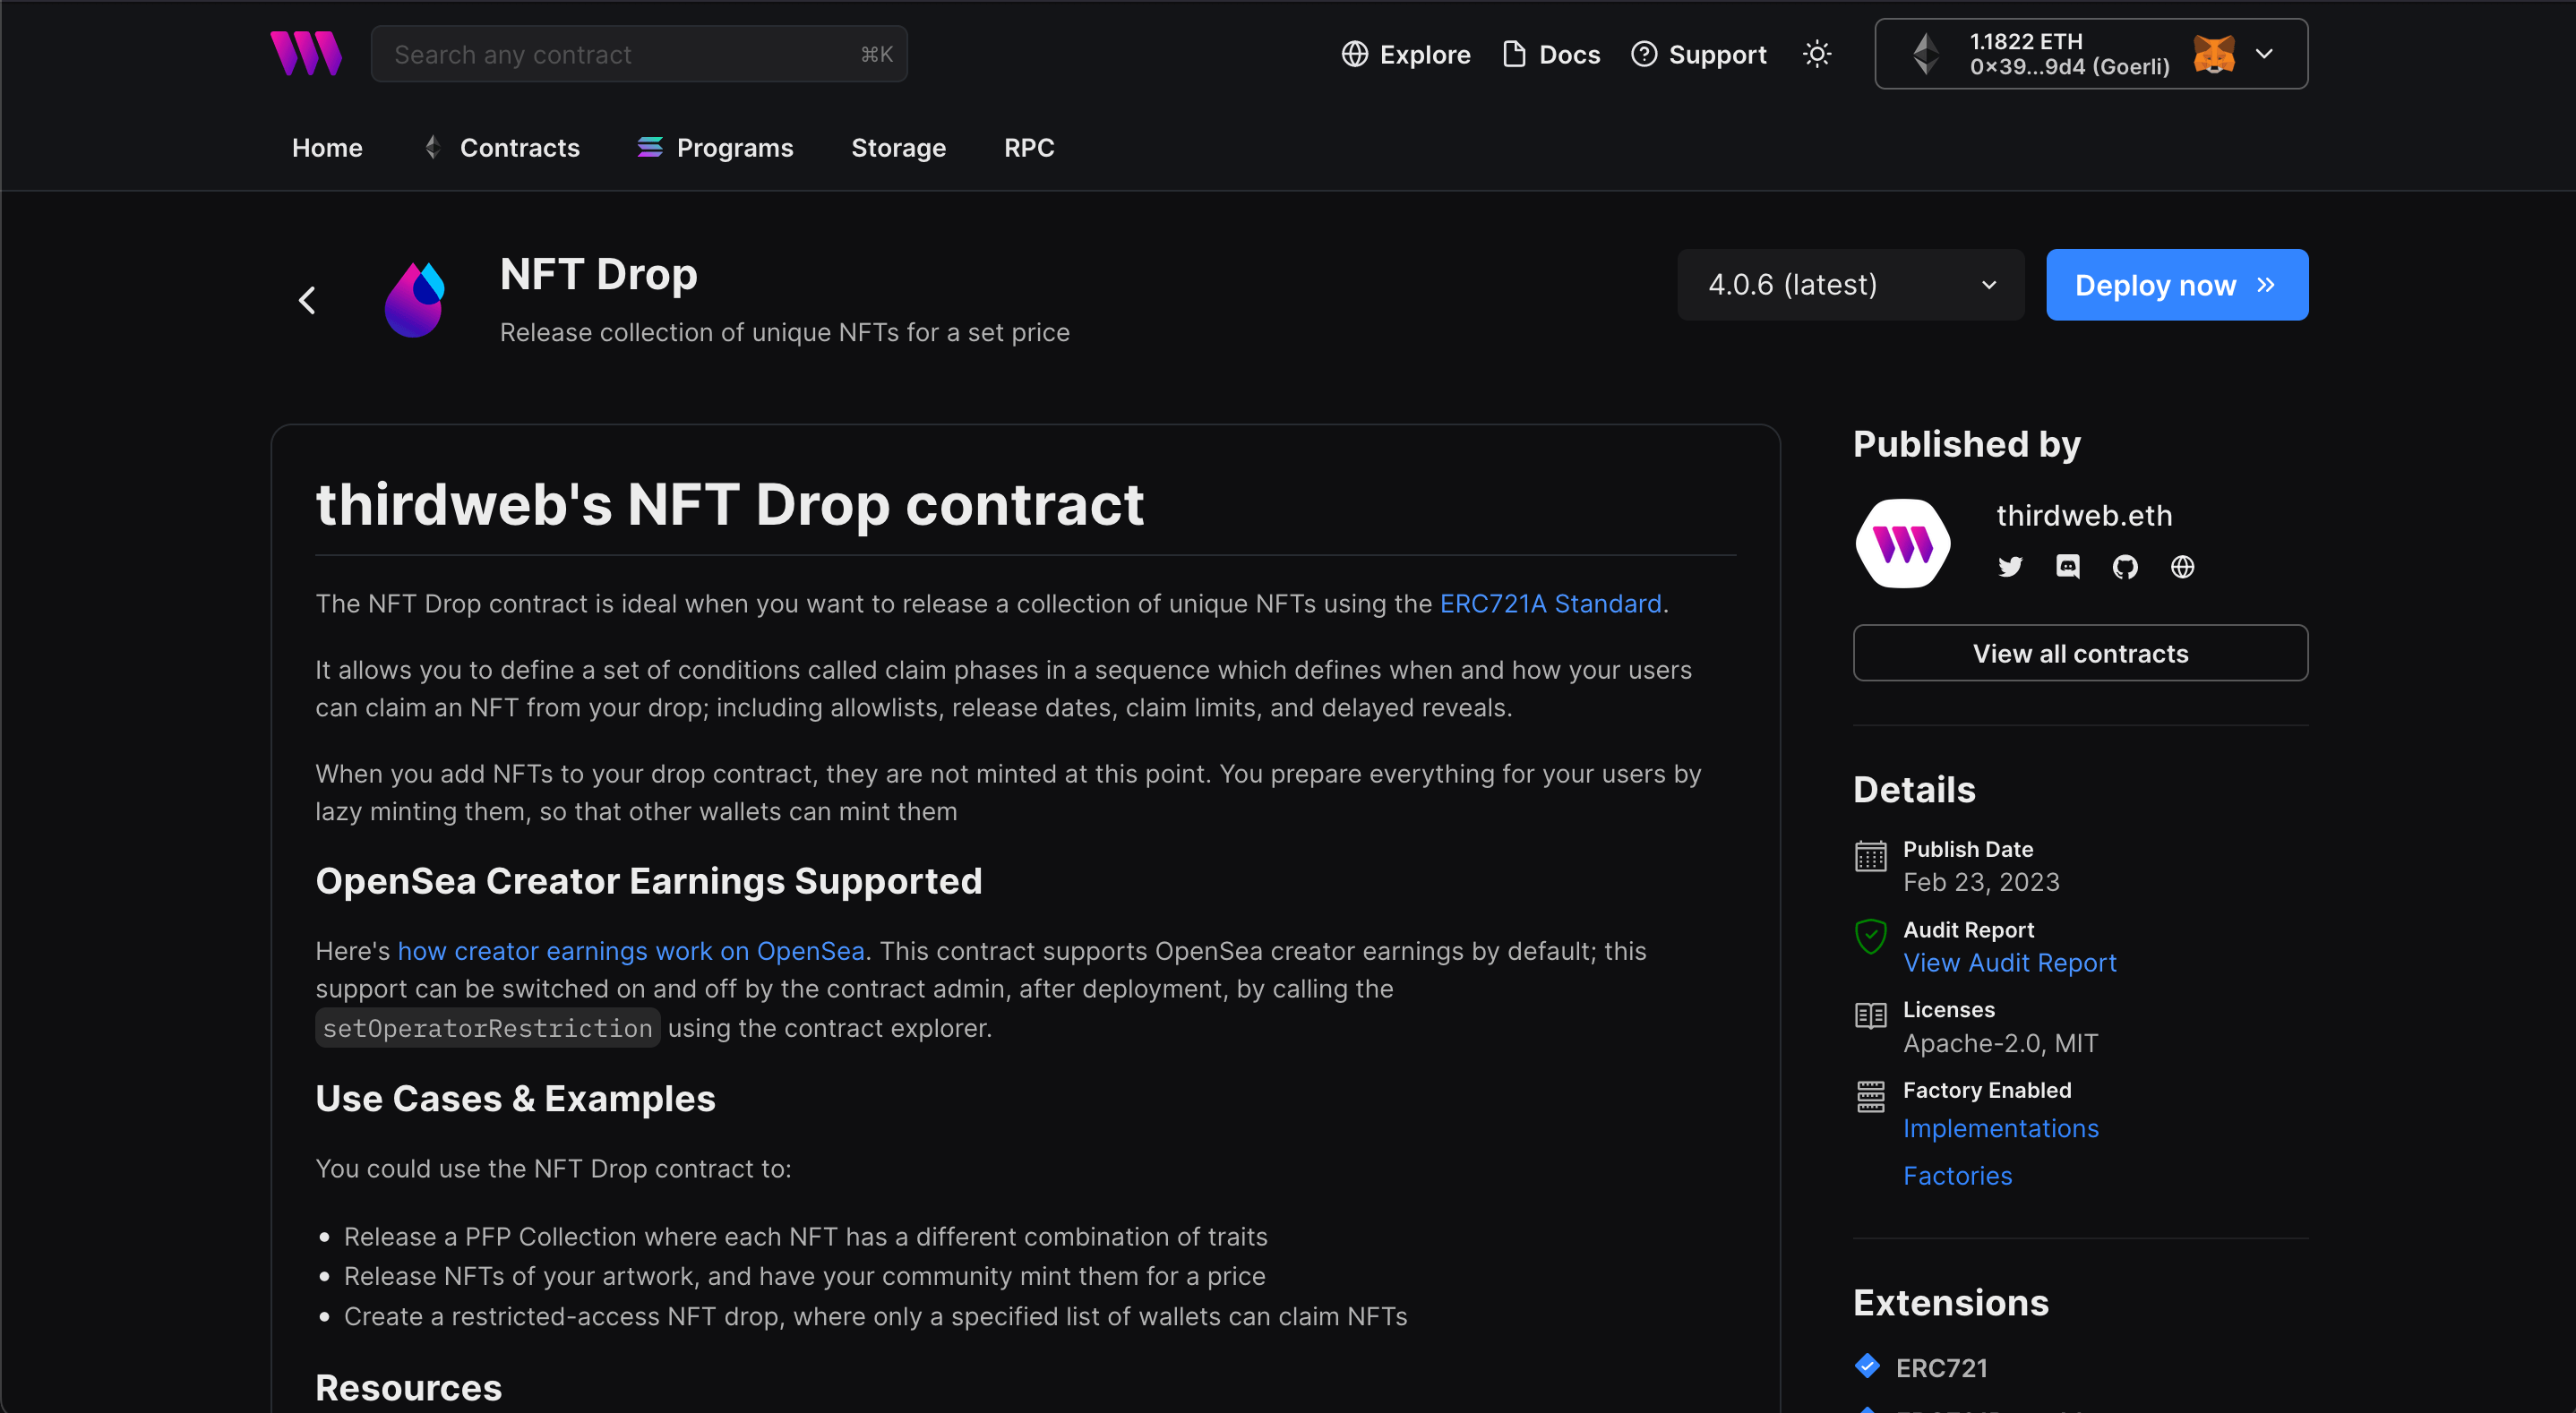 Search any contract
⌘K
Explore
Docs
Support
1.1822 ETH
0x39...9d4 (Goerli)
Home
Contracts
Programs
Storage
RPC
NFT Drop
Release collection of unique NFTs for a set price
4.0.6 (latest)
Deploy now
thirdweb's NFT Drop contract
The NFT Drop contract is ideal when you want to release a collection of unique NFTs using the ERC721A Standard.
It allows you to define a set of conditions called claim phases in a sequence which defines when and how your users
can claim an NFT from your drop; including allowlists, release dates, claim limits, and delayed reveals.
When you add NFTs to your drop contract, they are not minted at this point. You prepare everything for your users by
lazy minting them, so that other wallets can mint them
OpenSea Creator Earnings Supported
Here's how creator earnings work on OpenSea. This contract supports OpenSea creator earnings by default; this
support can be switched on and off by the contract admin, after deployment, by calling the
setOperatorRestriction using the contract explorer.
Use Cases & Examples
You could use the NFT Drop contract to:
• Release a PFP Collection where each NFT has a different combination of traits
• Release NFTs of your artwork, and have your community mint them for a price
• Create a restricted-access NFT drop, where only a specified list of wallets can claim NFTs
Resources
Published by
thirdweb.eth
View all contracts
Details
Publish Date
Feb 23, 2023
Audit Report
View Audit Report
Licenses
Apache-2.0, MIT
Factory Enabled
Implementations
Factories
Extensions
ERC721